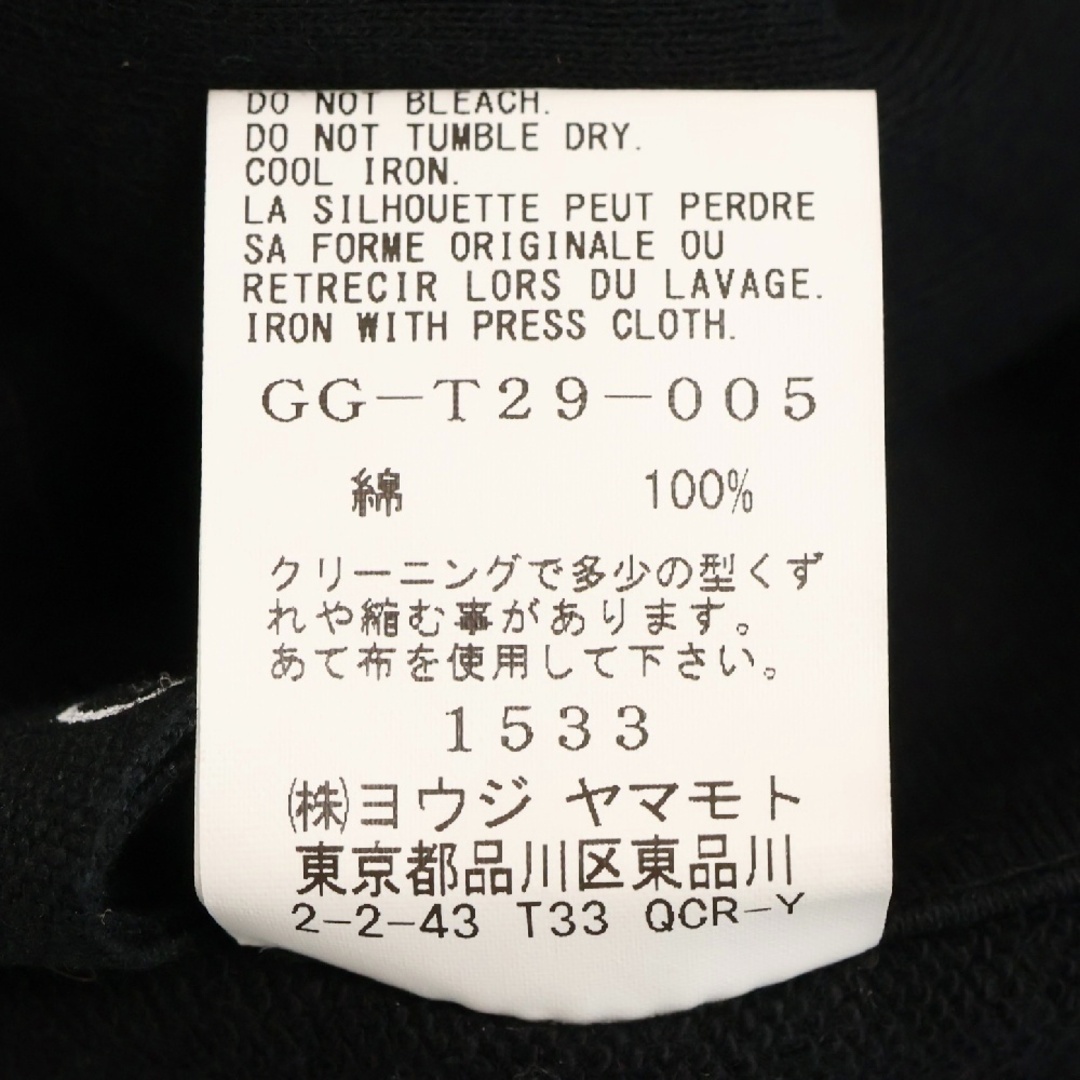 DO NOT BLEACH.
DO NOT TUMBLE DRY.
COOL IRON.
LA SILHOUETTE PEUT PERDRE
SA FORME ORIGINALE OU
RETRECIR LORS DU LAVAGE.
IRON WITH PRESS CLOTH.
GG-T29-005
綿 100%
クリーニングで多少の型くず
れや縮む事があります。
あて布を使用して下さい。
1533
(株)ヨウジ ヤマモト
東京都品川区東品川
2-2-43 T33 QCR-Y